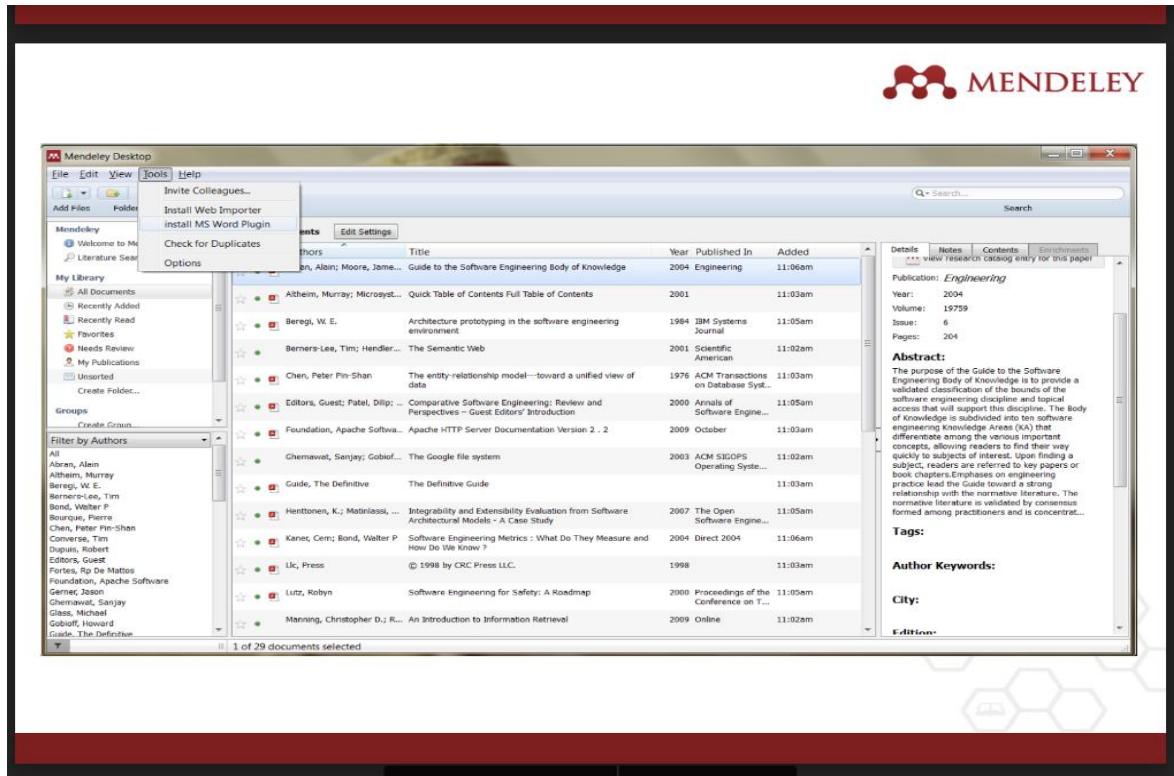 MENDELEY
Mendeley Desktop
File Edit View Tools Help
Invite Colleagues...
Install Web Importer
install MS Word Plugin
Check for Duplicates
Options
Add Files Folder
Search...
Search
Mendeley
Welcome to Me
Literature Sear
My Library
All Documents
Recently Added
Recently Read
Favorites
Needs Review
My Publications
Unsorted
Create Folder...
Groups
Create Group
Filter by Authors
All
Abran, Alain
Altheim, Murray
Beregi, W. E.
Berners-Lee, Tim
Bond, Walter P
Bourque, Pierre
Chen, Peter Pin-Shan
Converse, Tim
Dupuis, Robert
Editors, Guest
Fortes, Rp De Mattos
Foundation, Apache Software
Gerner, Jason
Ghemawat, Sanjay
Glass, Michael
Gobioff, Howard
Guide, The Definitive
ents Edit Settings
thors Title Year Published In Added
an, Alain; Moore, Jame... Guide to the Software Engineering Body of Knowledge 2004 Engineering 11:06am
Altheim, Murray; Microsyst... Quick Table of Contents Full Table of Contents 2001 11:03am
Beregi, W. E. Architecture prototyping in the software engineering 1984 IBM Systems 11:05am
environment Journal
Berners-Lee, Tim; Hendler... The Semantic Web 2001 Scientific 11:02am
American
Chen, Peter Pin-Shan The entity-relationship model---toward a unified view of 1976 ACM Transactions 11:03am
data on Database Syst...
Editors, Guest; Patel, Dilip; ... Comparative Software Engineering: Review and 2000 Annals of 11:05am
Perspectives – Guest Editors' Introduction Software Engine...
Foundation, Apache Softwa... Apache HTTP Server Documentation Version 2 . 2 2009 October 11:03am
Ghemawat, Sanjay; Gobiof... The Google file system 2003 ACM SIGOPS 11:02am
Operating Syste...
Guide, The Definitive The Definitive Guide 11:03am
Henttonen, K.; Matinlassi, ... Integrability and Extensibility Evaluation from Software 2007 The Open 11:05am
Architectural Models - A Case Study Software Engine...
Kaner, Cem; Bond, Walter P Software Engineering Metrics : What Do They Measure and 2004 Direct 2004 11:06am
How Do We Know ?
Llc, Press © 1998 by CRC Press LLC. 1998 11:03am
Lutz, Robyn Software Engineering for Safety: A Roadmap 2000 Proceedings of the 11:05am
Conference on T...
Manning, Christopher D.; R... An Introduction to Information Retrieval 2009 Online 11:02am
1 of 29 documents selected
Details Notes Contents Enrichments
View research catalog entry for this paper
Publication: Engineering
Year: 2004
Volume: 19759
Issue: 6
Pages: 204
Abstract:
The purpose of the Guide to the Software
Engineering Body of Knowledge is to provide a
validated classification of the bounds of the
software engineering discipline and topical
access that will support this discipline. The Body
of Knowledge is subdivided into ten software
engineering Knowledge Areas (KA) that
differentiate among the various important
concepts, allowing readers to find their way
quickly to subjects of interest. Upon finding a
subject, readers are referred to key papers or
book chapters.Emphases on engineering
practice lead the Guide toward a strong
relationship with the normative literature. The
normative literature is validated by consensus
formed among practitioners and is concentrat...
Tags:
Author Keywords:
City:
Edition: